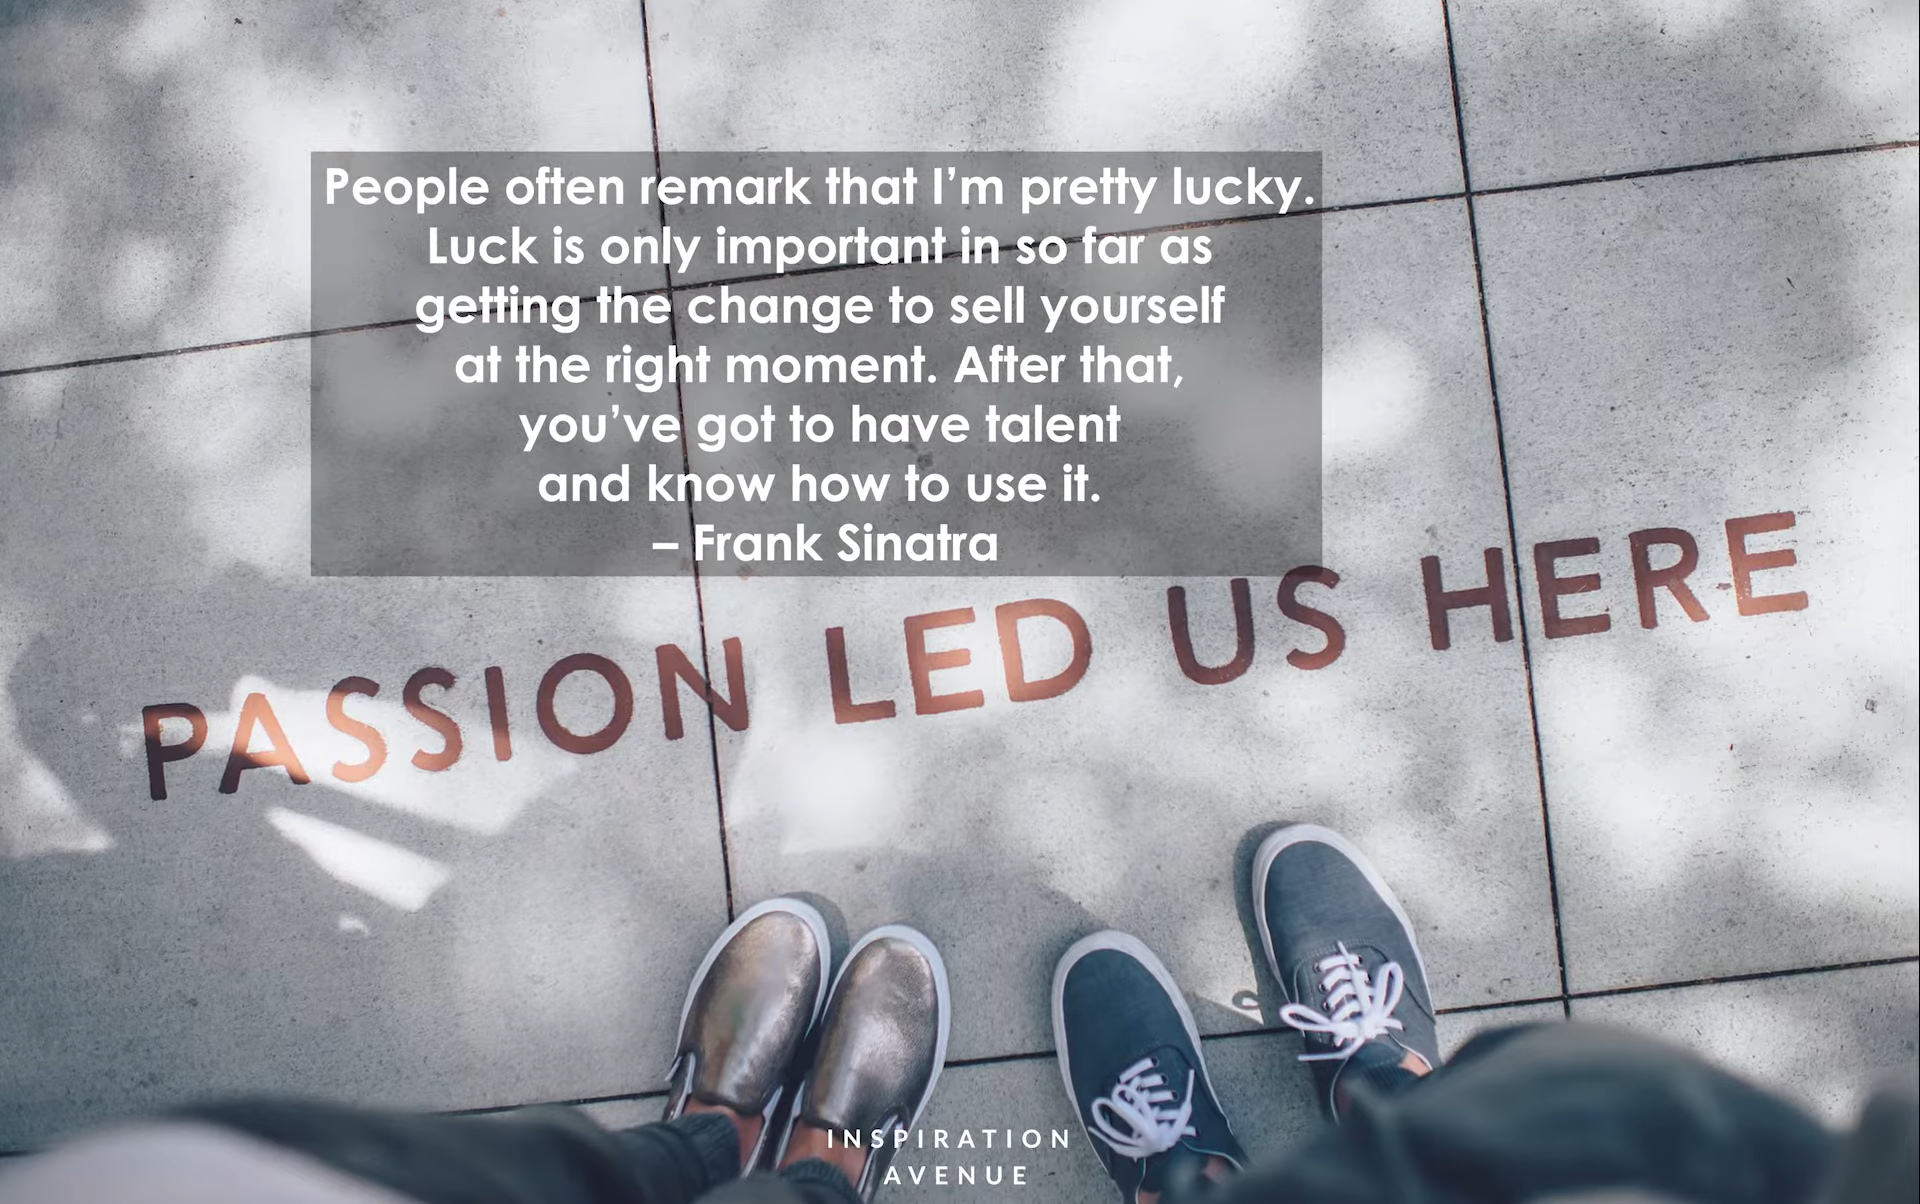 People often remark that I’m pretty lucky.
Luck is only important in so far as
getting the change to sell yourself
at the right moment. After that,
you’ve got to have talent
and know how to use it.
– Frank Sinatra
PASSION LED US HERE
INSPIRATION
AVENUE